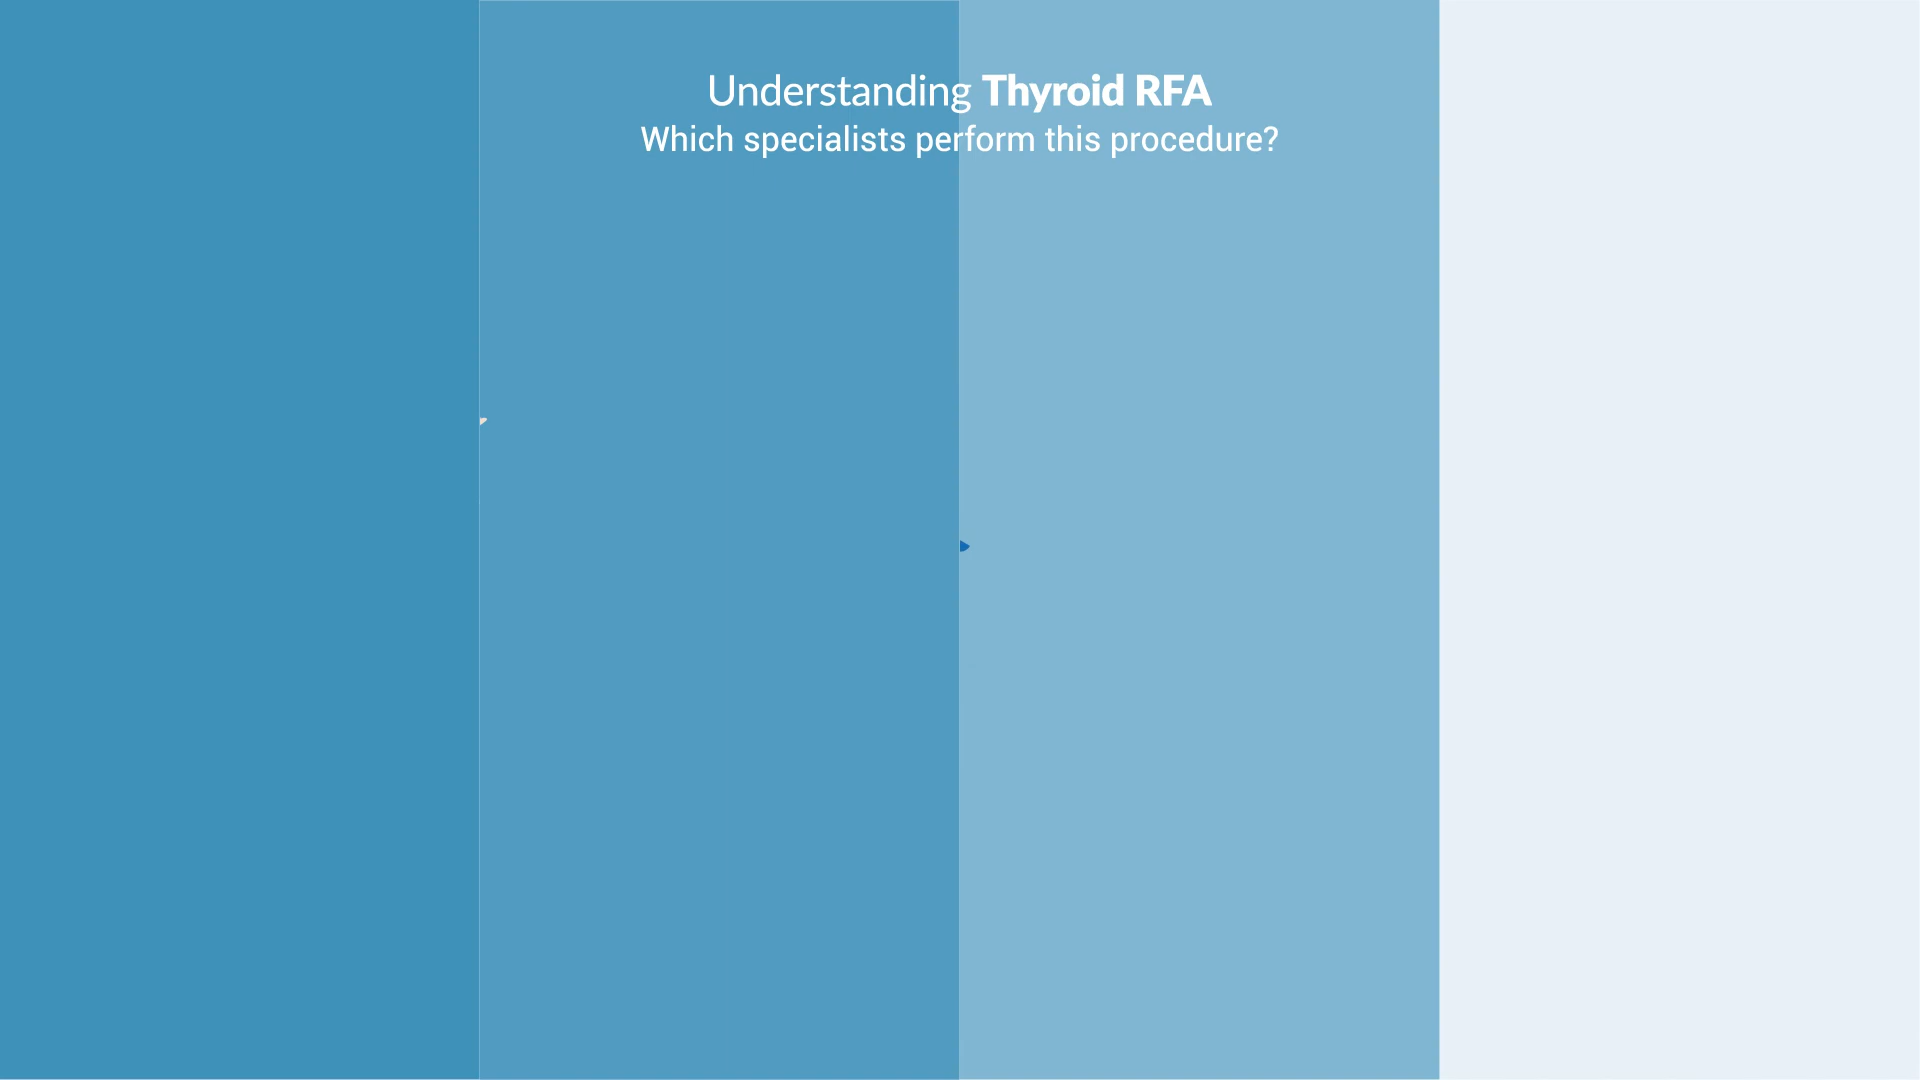 Understanding Thyroid RFA
Which specialists perform this procedure?